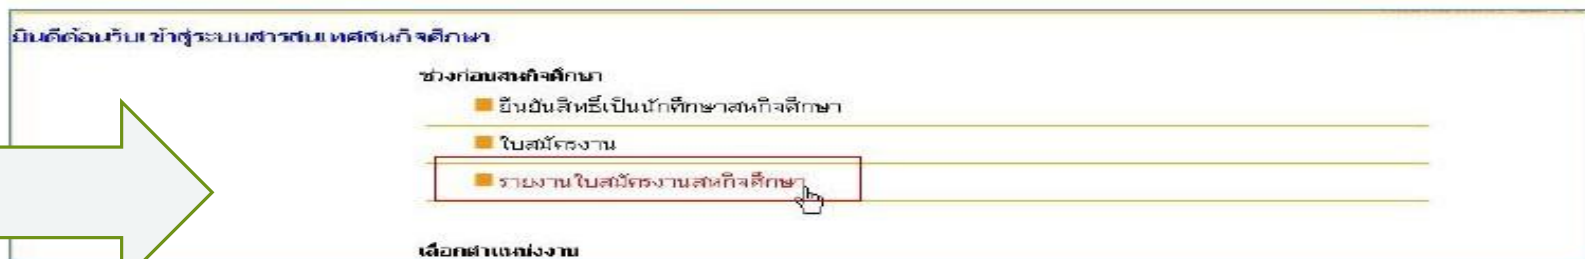 ยินดีต้อนรับเข้าสู่ระบบสารสนเทศสหกิจศึกษา
ช่วงก่อนสหกิจศึกษา
ยืนยันสิทธิ์เป็นนักศึกษาสหกิจศึกษา
ใบสมัครงาน
รายงานใบสมัครงานสหกิจศึกษา
เลือกตำแหน่งงาน